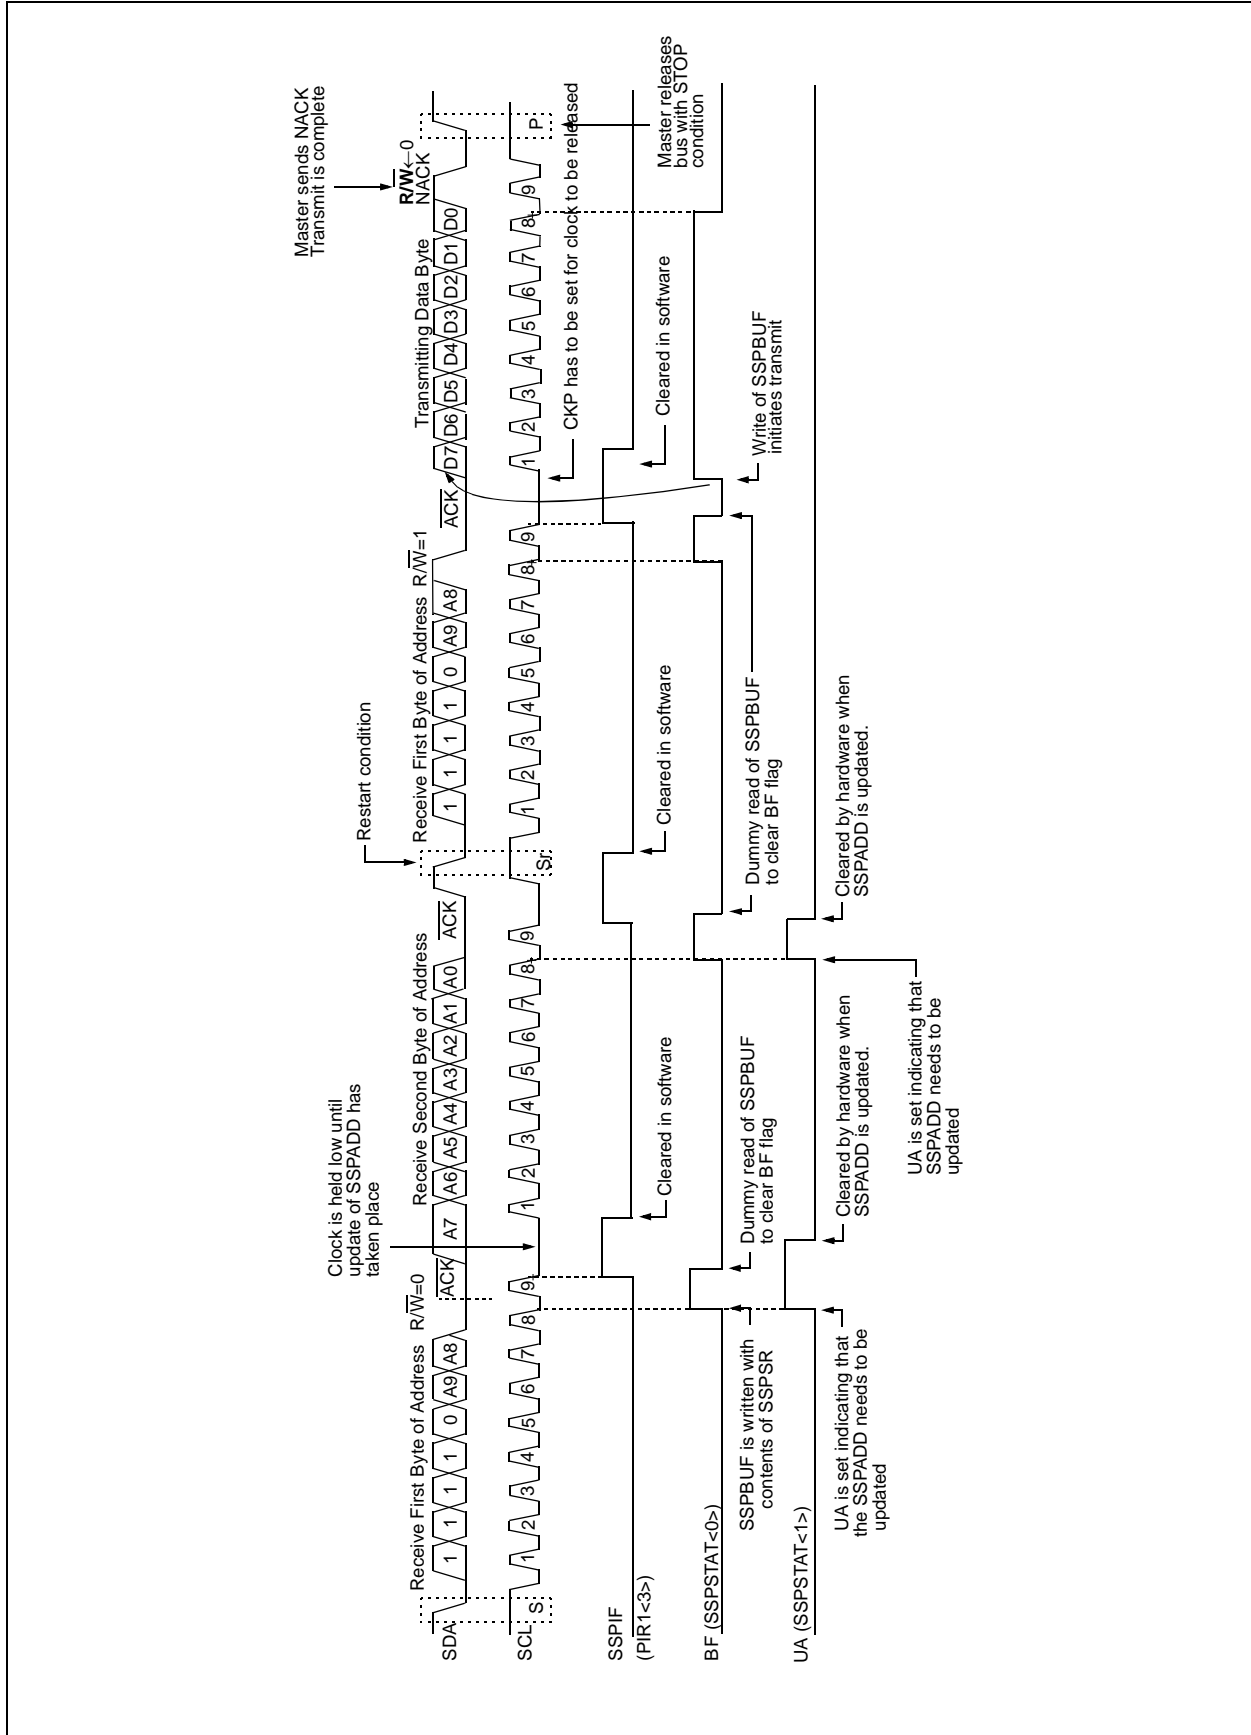 Master sends NACK
Transmit is complete
R/W←0
NACK
Receive First Byte of Address R/W=0
Receive Second Byte of Address
Receive First Byte of Address R/W=1
Transmitting Data Byte
Clock is held low until
update of SSPADD has
taken place
Restart condition
SDA
1 1 1 1 0 A9 A8
ACK
A7 A6 A5 A4 A3 A2 A1 A0
ACK
1 1 1 1 0 A9 A8
ACK
D7 D6 D5 D4 D3 D2 D1 D0
SCL
S
1 2 3 4 5 6 7 8 9
1 2 3 4 5 6 7 8 9
Sr
1 2 3 4 5 6 7 8 9
1 2 3 4 5 6 7 8 9
P
CKP has to be set for clock to be released
Master releases
bus with STOP
condition
SSPIF
(PIR1<3>)
Cleared in software
Cleared in software
Cleared in software
BF (SSPSTAT<0>)
SSPBUF is written with
contents of SSPSR
Dummy read of SSPBUF
to clear BF flag
Dummy read of SSPBUF
to clear BF flag
Write of SSPBUF
initiates transmit
UA (SSPSTAT<1>)
UA is set indicating that
the SSPADD needs to be
updated
Cleared by hardware when
SSPADD is updated.
UA is set indicating that
SSPADD needs to be
updated
Cleared by hardware when
SSPADD is updated.